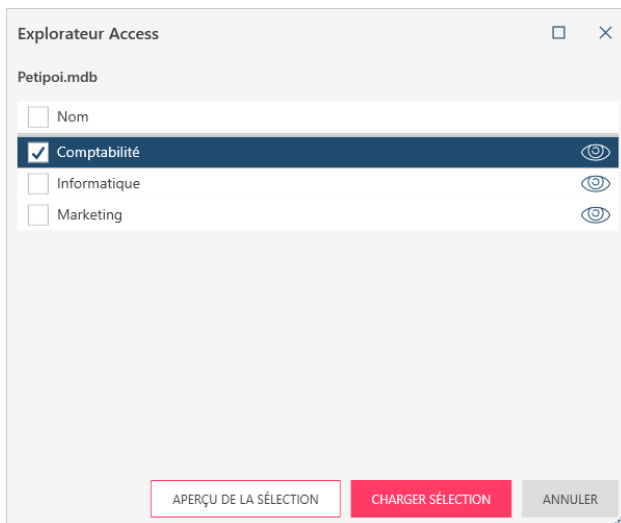 Explorateur Access
Petipoi.mdb
Nom
Comptabilité
Informatique
Marketing
APERÇU DE LA SÉLECTION CHARGER SÉLECTION ANNULER